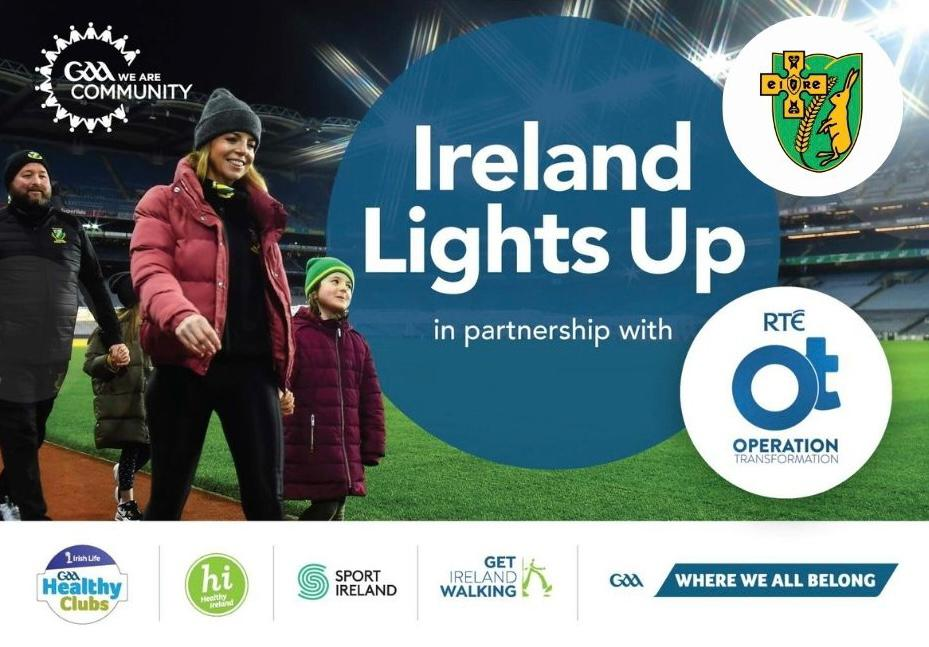 GAA WE ARE
COMMUNITY
eire
Ireland
Lights Up
in partnership with
RTÉ
ot
OPERATION
TRANSFORMATION
Irish Life
GAA
Healthy
Clubs
hi
Healthy
Ireland
SPORT
IRELAND
GET
IRELAND
WALKING
GAA
WHERE WE ALL BELONG